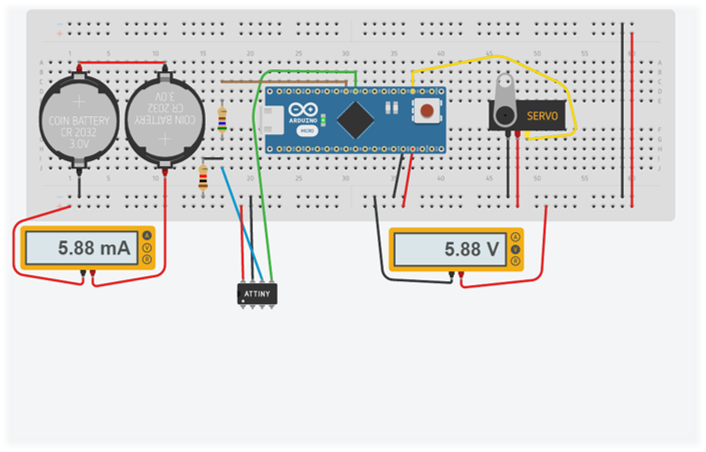 COIN BATTERY
CR 2032
3.0V
COIN BATTERY
CR 2032
3.0V
ARDUINO
MICRO
SERVO
5.88 mA
A
V
R
5.88 V
A
V
R
ATTINY